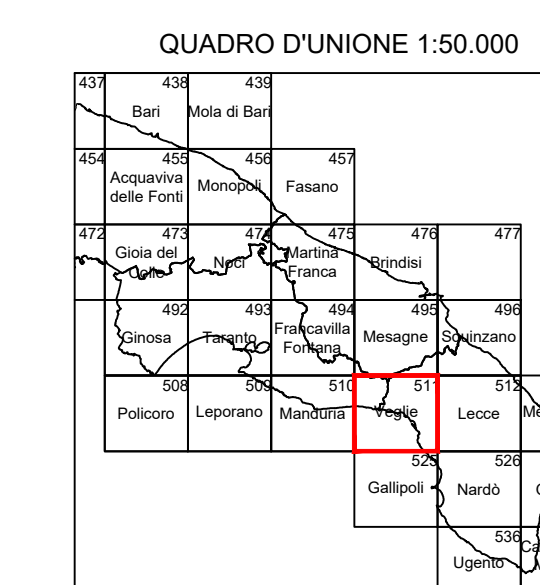 QUADRO D'UNIONE 1:50.000
437 438 439
Bari Mola di Bari
454 455 456 457
Acquaviva
delle Fonti Monopoli Fasano
472 473 474 475 476 477
Gioia del
Colle Noci Martina
Franca Brindisi
492 493 494 495 496
Ginosa Taranto Francavilla
Fontana Mesagne Squinzano
508 509 510 511 512
Policoro Leporano Manduria Veglie Lecce
525 526
Gallipoli Nardò
536
Ugento